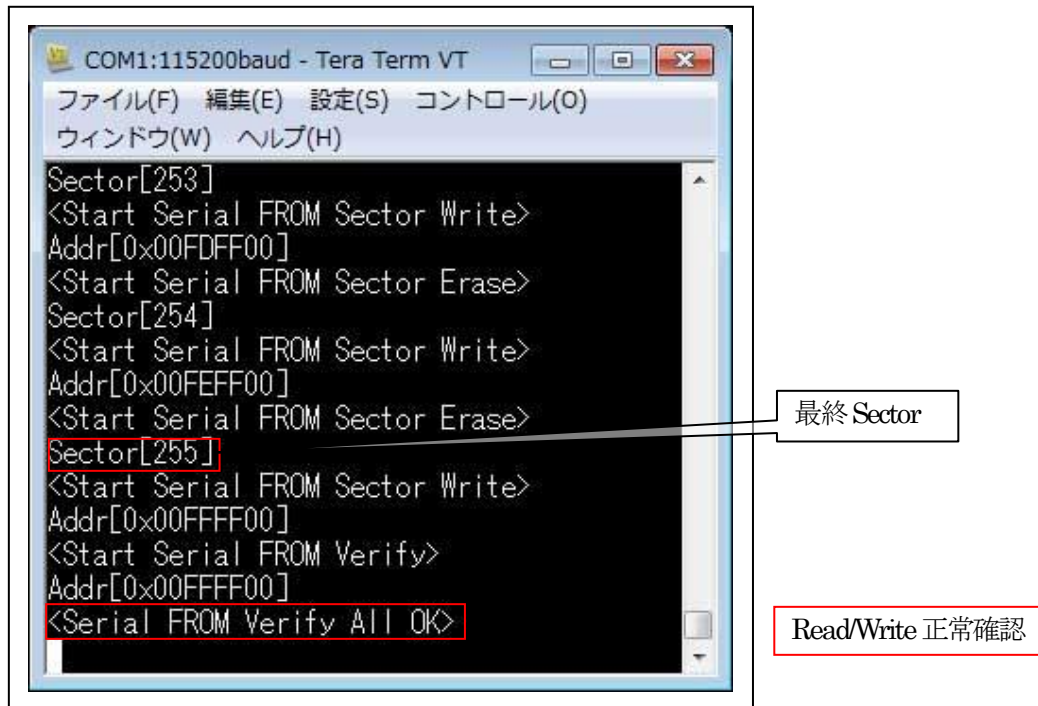 COM1:115200baud - Tera Term VT
ファイル(F) 編集(E) 設定(S) コントロール(O)
ウィンドウ(W) ヘルプ(H)
Sector[253]
<Start Serial FROM Sector Write>
Addr[0x00FDFF00]
<Start Serial FROM Sector Erase>
Sector[254]
<Start Serial FROM Sector Write>
Addr[0x00FEFF00]
<Start Serial FROM Sector Erase>
Sector[255]
<Start Serial FROM Sector Write>
Addr[0x00FFFF00]
<Start Serial FROM Verify>
Addr[0x00FFFF00]
<Serial FROM Verify All OK>
最終 Sector
Read/Write 正常確認